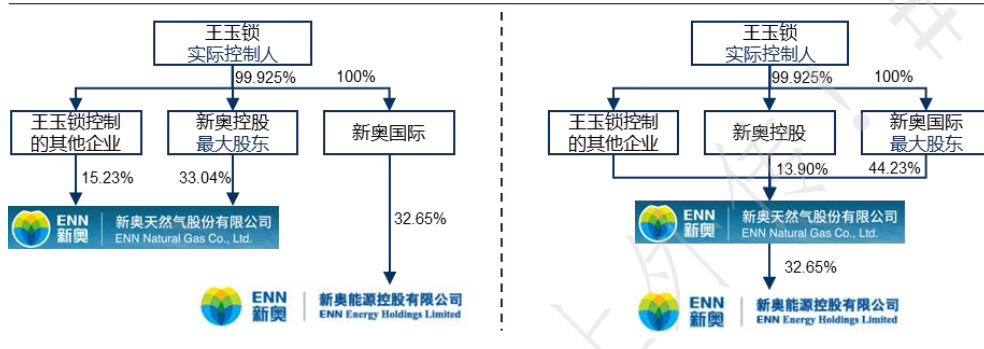 王玉锁
实际控制人
99.925%
100%
王玉锁控制
的其他企业
新奥控股
最大股东
新奥国际
15.23%
33.04%
32.65%
ENN
新奥
新奥天然气股份有限公司
ENN Natural Gas Co., Ltd.
ENN
新奥
新奥能源控股有限公司
ENN Energy Holdings Limited
王玉锁
实际控制人
99.925%
100%
王玉锁控制
的其他企业
新奥控股
新奥国际
最大股东
13.90%
44.23%
ENN
新奥
新奥天然气股份有限公司
ENN Natural Gas Co., Ltd.
32.65%
ENN
新奥
新奥能源控股有限公司
ENN Energy Holdings Limited